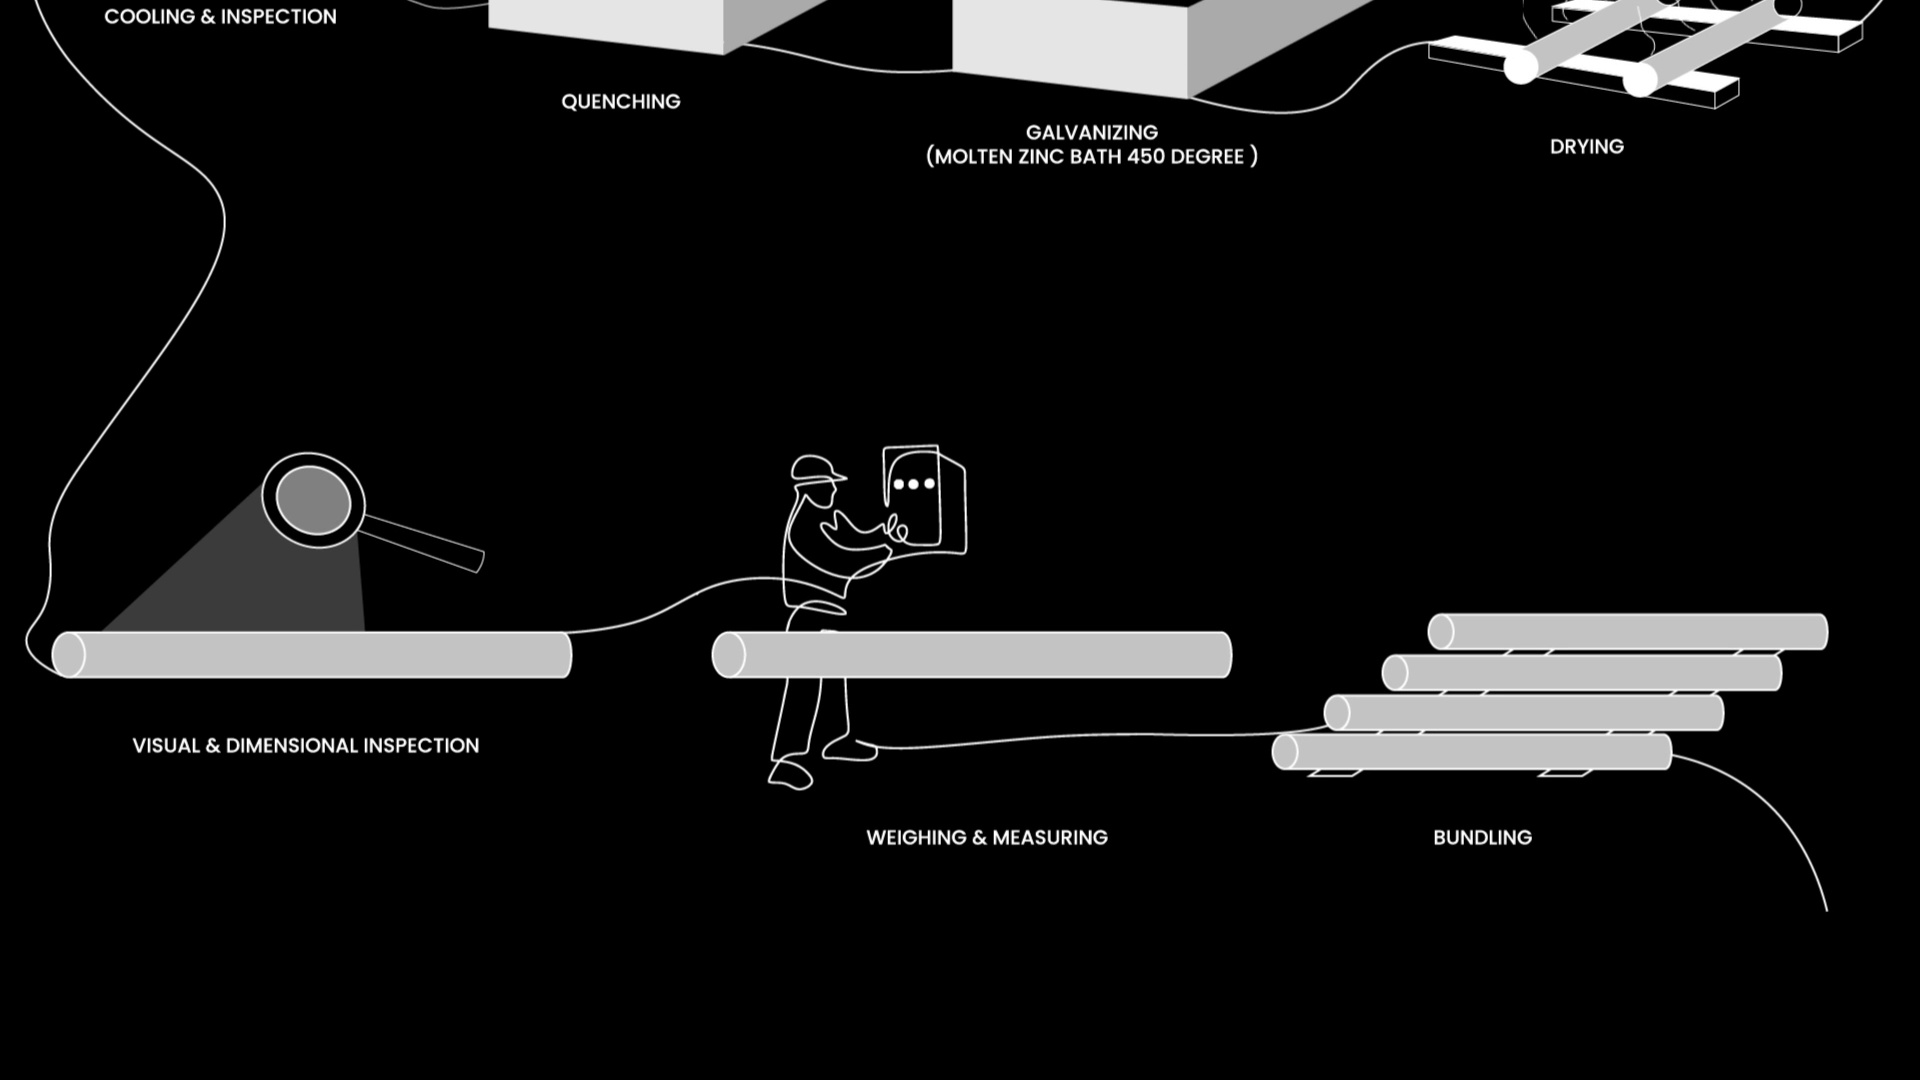 COOLING & INSPECTION
QUENCHING
GALVANIZING
(MOLTEN ZINC BATH 450 DEGREE )
DRYING
VISUAL & DIMENSIONAL INSPECTION
WEIGHING & MEASURING
BUNDLING